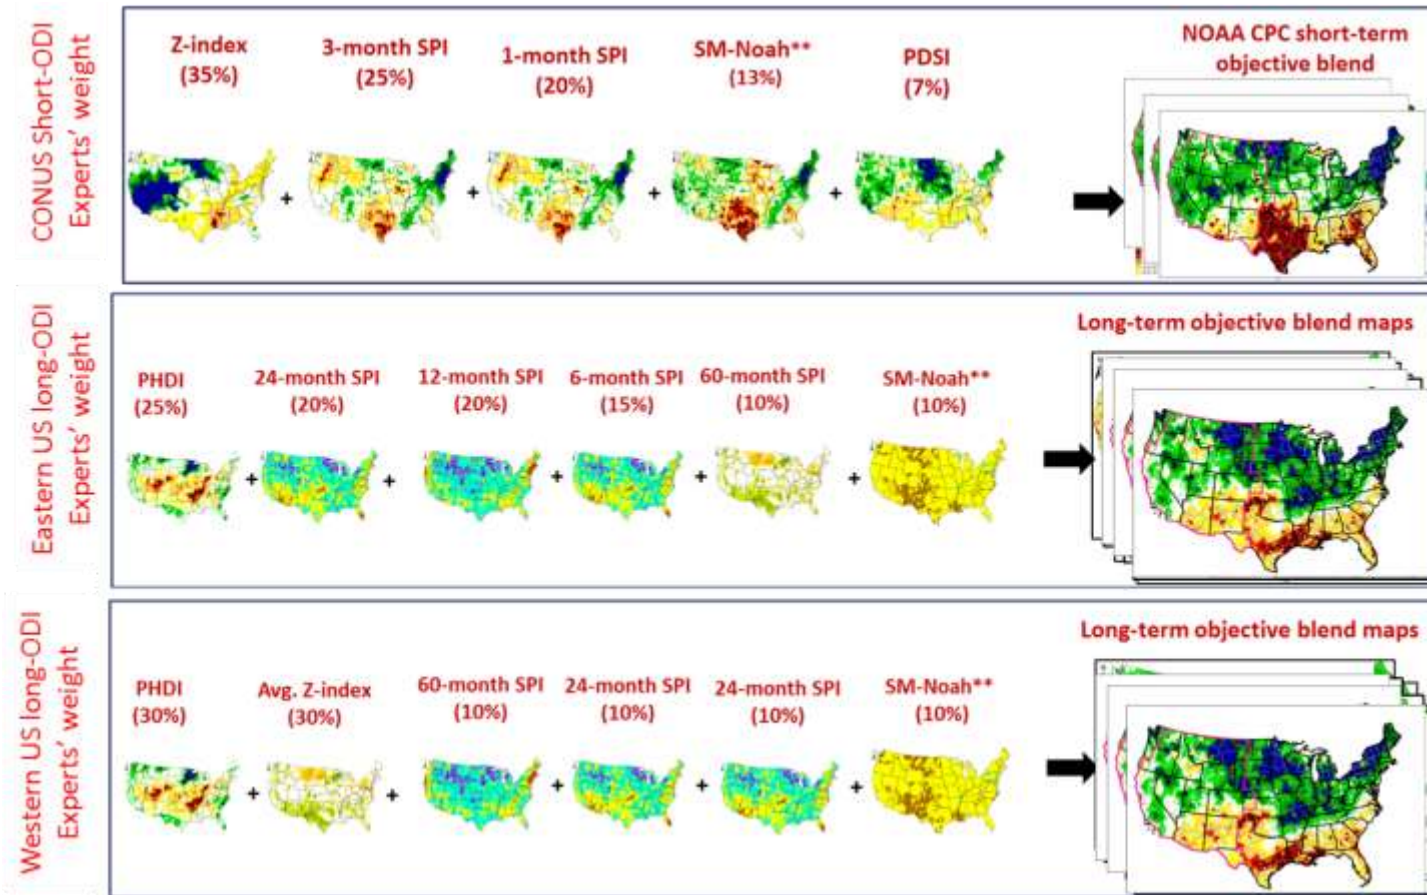 CONUS Short-ODI
Experts' weight
Z-index
(35%)
3-month SPI
(25%)
1-month SPI
(20%)
SM-Noah**
(13%)
PDSI
(7%)
NOAA CPC short-term
objective blend
+
+
+
+
Eastern US long-ODI
Experts' weight
PHDI
(25%)
24-month SPI
(20%)
12-month SPI
(20%)
6-month SPI
(15%)
60-month SPI
(10%)
SM-Noah**
(10%)
Long-term objective blend maps
+
+
+
+
+
Western US long-ODI
Experts' weight
PHDI
(30%)
Avg. Z-index
(30%)
60-month SPI
(10%)
24-month SPI
(10%)
24-month SPI
(10%)
SM-Noah**
(10%)
Long-term objective blend maps
+
+
+
+
+